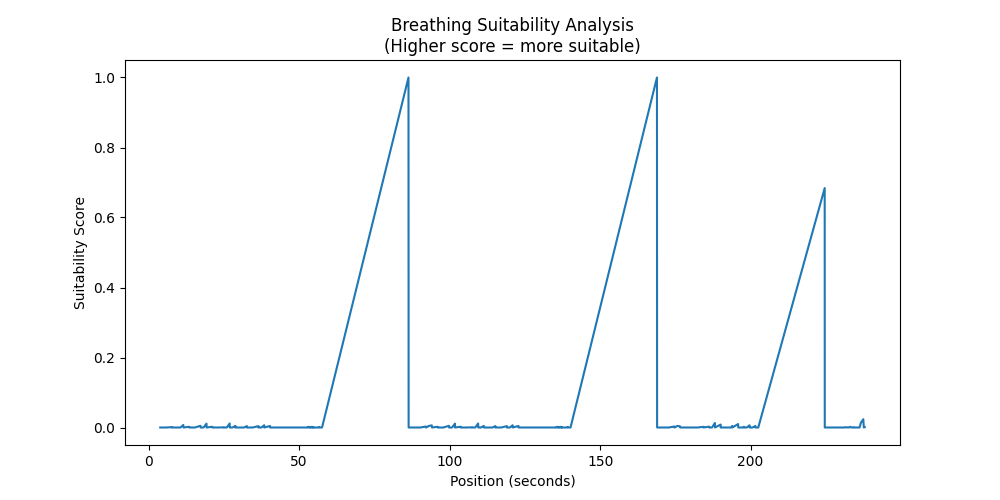 Breathing Suitability Analysis
(Higher score = more suitable)
Suitability Score
1.0
0.8
0.6
0.4
0.2
0.0
0
50
100
150
200
Position (seconds)